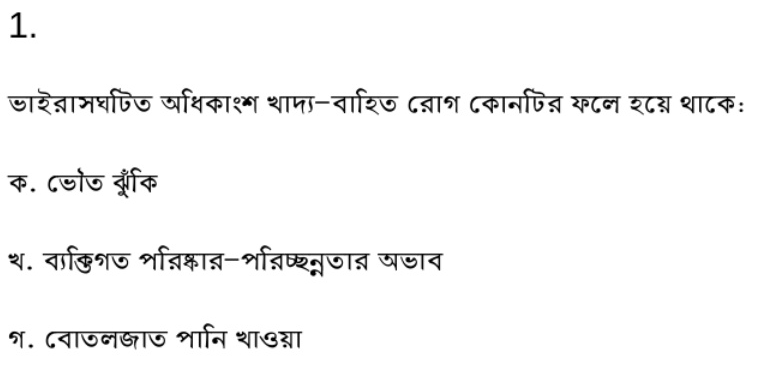 1.
ভাইরাসঘটিত অধিকাংশ খাদ্য-বাহিত রোগ কোনটির ফলে হয়ে থাকে:
ক. ভৌত ঝুঁকি
খ. ব্যক্তিগত পরিষ্কার-পরিচ্ছন্নতার অভাব
গ. বোতলজাত পানি খাওয়া